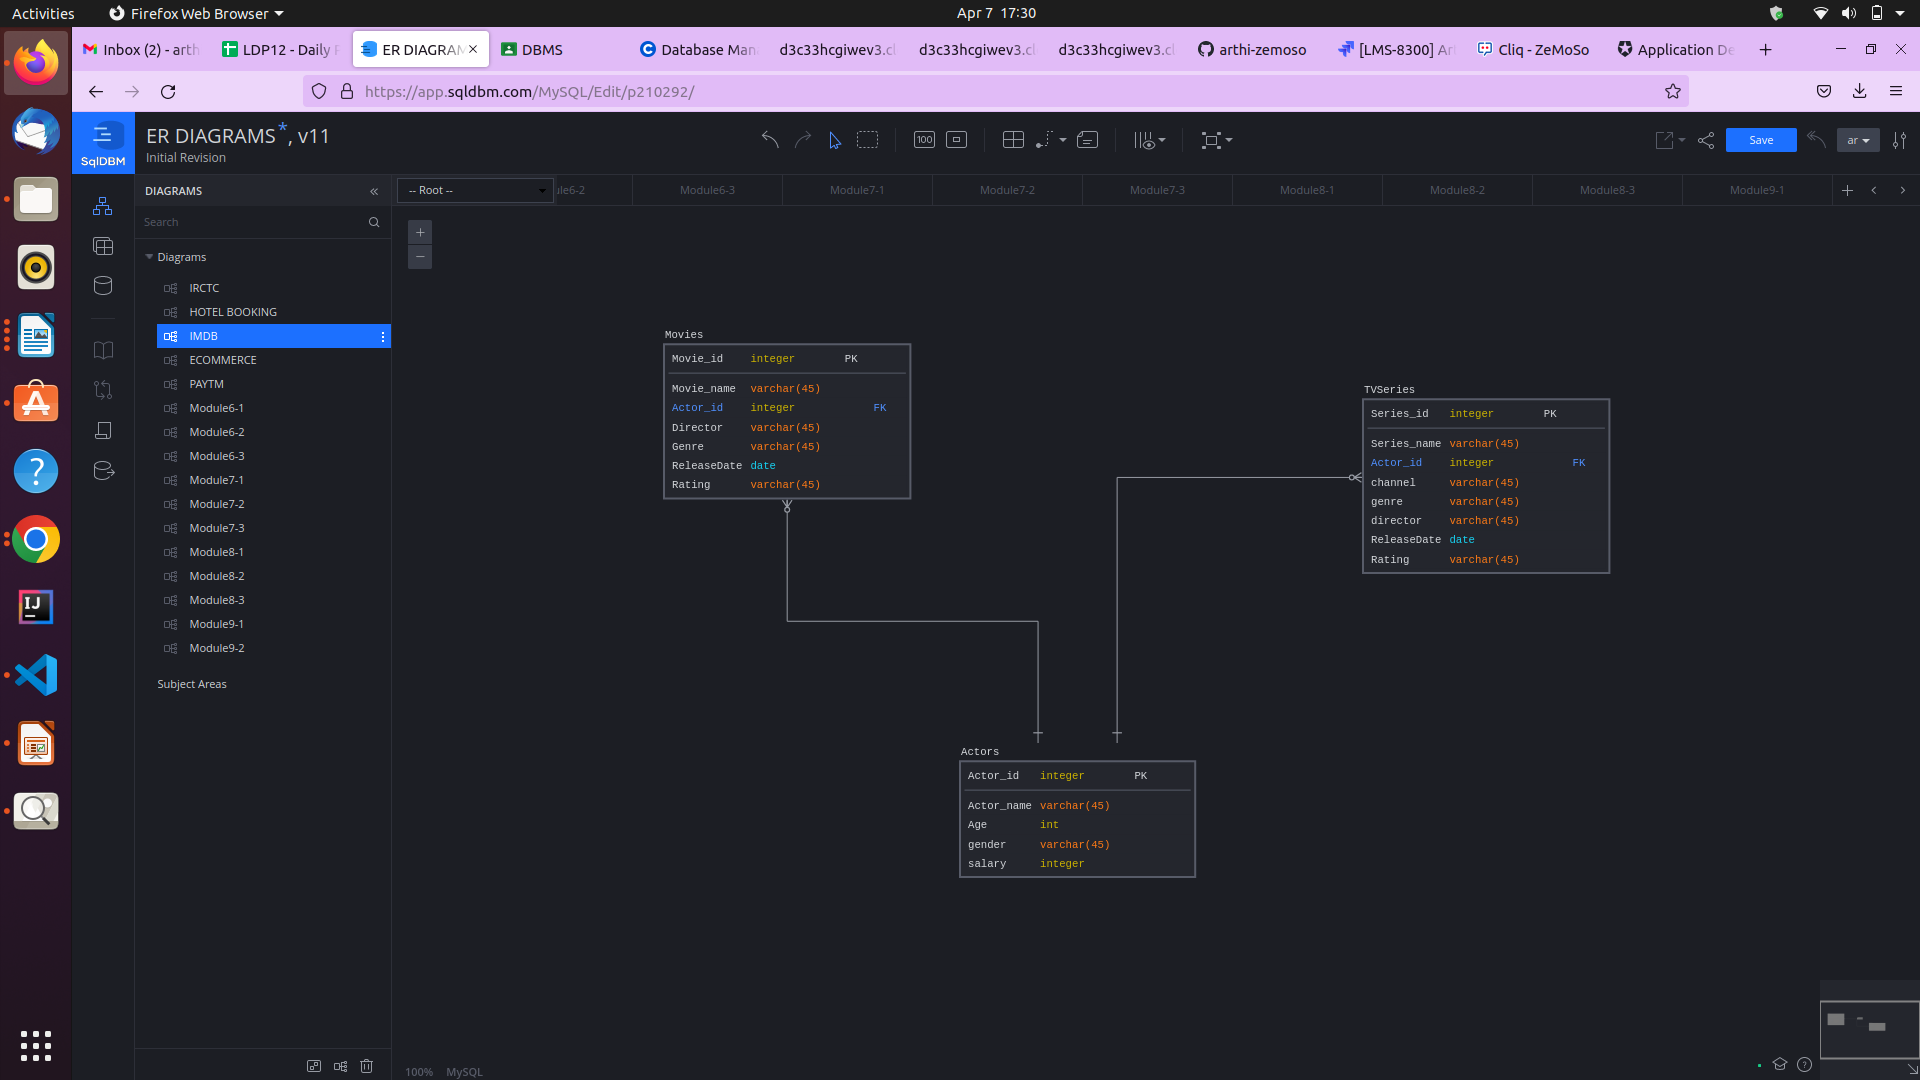 Activities
Firefox Web Browser
Apr 7 17:30
Inbox (2) - arth
LDP12 - Daily
ER DIAGRAM
DBMS
Database Man
d3c33hcgiwev3.cl
d3c33hcgiwev3.cl
d3c33hcgiwev3.cl
arthi-zemoso
[LMS-8300] Ar
Cliq - ZeMoSo
Application De
https://app.sqldbm.com/MySQL/Edit/p210292/
SqlDBM
ER DIAGRAMS*, v11
Initial Revision
100
Save
ar
DIAGRAMS
-- Root --
le6-2
Module6-3
Module7-1
Module7-2
Module7-3
Module8-1
Module8-2
Module8-3
Module9-1
Search
Diagrams
IRCTC
HOTEL BOOKING
IMDB
ECOMMERCE
PAYTM
Module6-1
Module6-2
Module6-3
Module7-1
Module7-2
Module7-3
Module8-1
Module8-2
Module8-3
Module9-1
Module9-2
Subject Areas
Movies
Movie_id integer PK
Movie_name varchar(45)
Actor_id integer FK
Director varchar(45)
Genre varchar(45)
ReleaseDate date
Rating varchar(45)
TVSeries
Series_id integer PK
Series_name varchar(45)
Actor_id integer FK
channel varchar(45)
genre varchar(45)
director varchar(45)
ReleaseDate date
Rating varchar(45)
Actors
Actor_id integer PK
Actor_name varchar(45)
Age int
gender varchar(45)
salary integer
100% MySQL